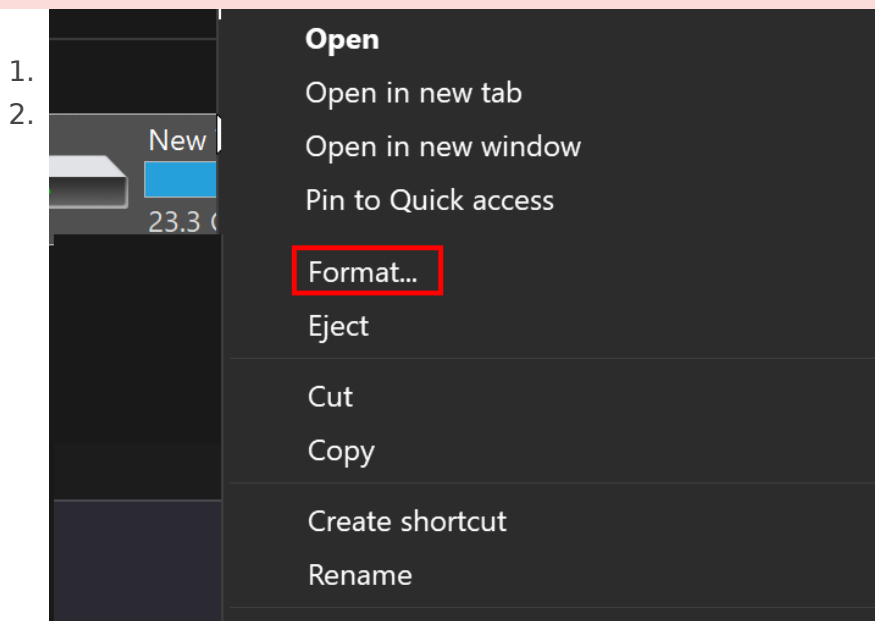 1.
2.
New
23.3
Open
Open in new tab
Open in new window
Pin to Quick access
Format...
Eject
Cut
Copy
Create shortcut
Rename